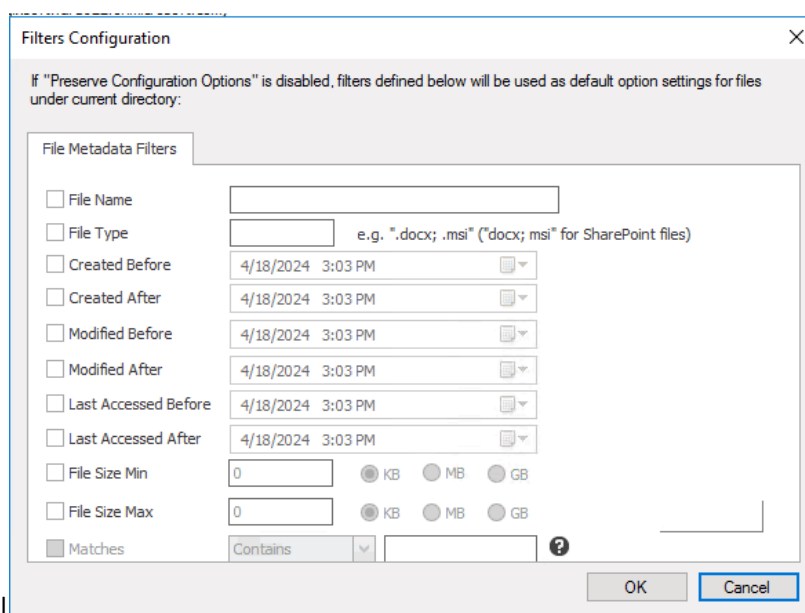 Filters Configuration
If "Preserve Configuration Options" is disabled, filters defined below will be used as default option settings for files
under current directory:
File Metadata Filters
File Name
File Type e.g. ".docx; .msi" ("docx; msi" for SharePoint files)
Created Before 4/18/2024 3:03 PM
Created After 4/18/2024 3:03 PM
Modified Before 4/18/2024 3:03 PM
Modified After 4/18/2024 3:03 PM
Last Accessed Before 4/18/2024 3:03 PM
Last Accessed After 4/18/2024 3:03 PM
File Size Min 0 KB MB GB
File Size Max 0 KB MB GB
Matches Contains ?
OK Cancel